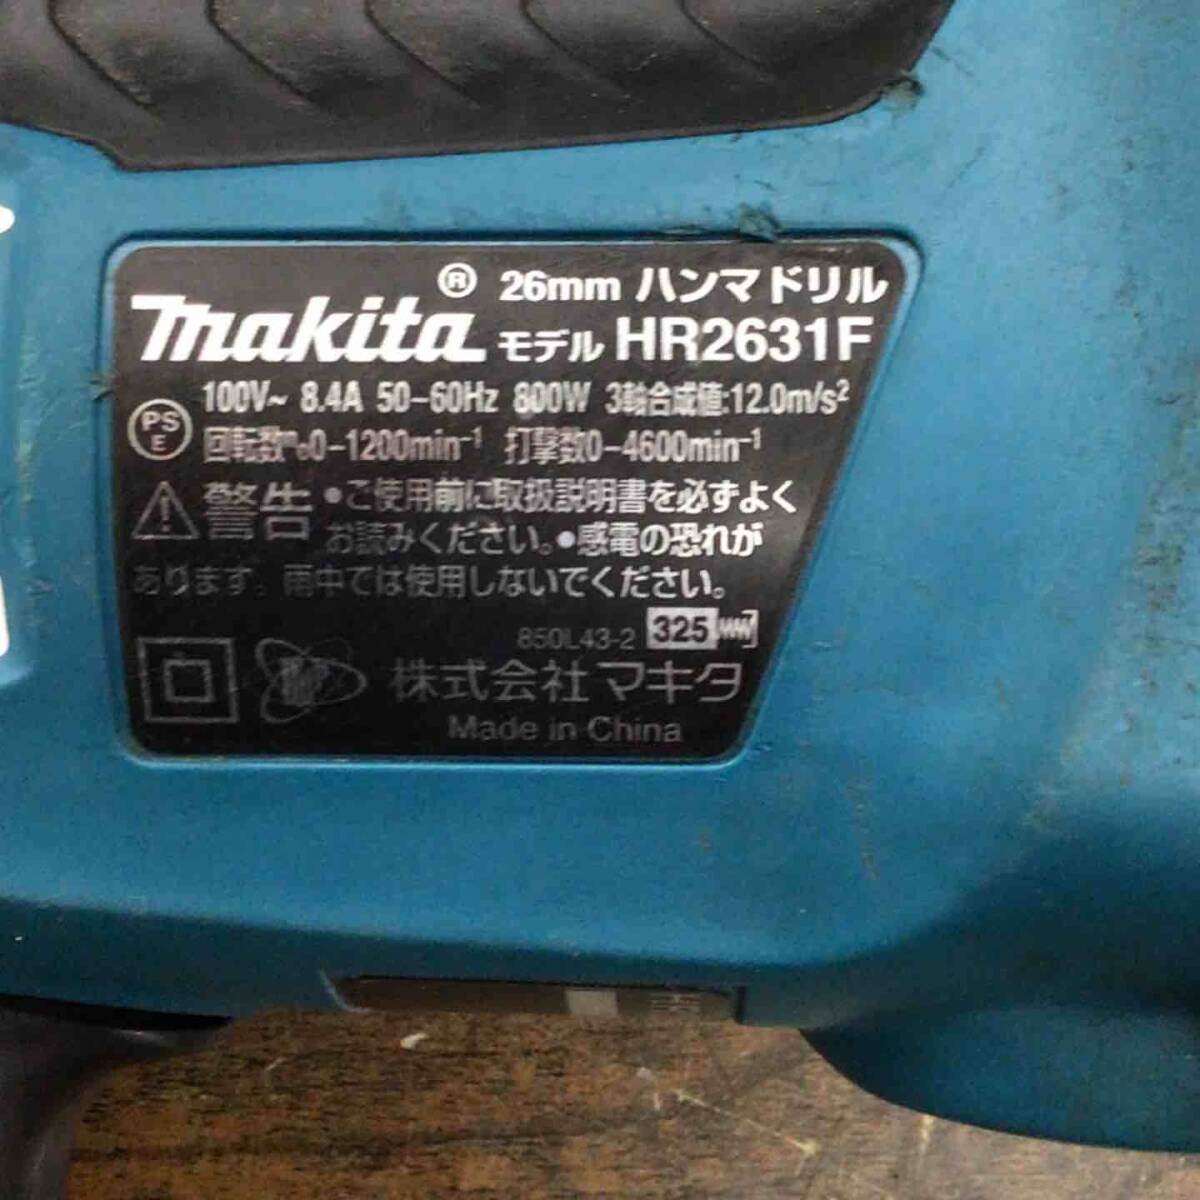 ® 26mm ハンマドリル
makita モデル HR2631F
100V~ 8.4A 50-60Hz 800W 3軸合成値:12.0m/s²
PS E 回転数n₀0-1200min⁻¹ 打撃数0-4600min⁻¹
警告 •ご使用前に取扱説明書を必ずよく
お読みください。•感電の恐れが
あります。雨中では使用しないでください。
850L43-2 325
株式会社マキタ
Made in China